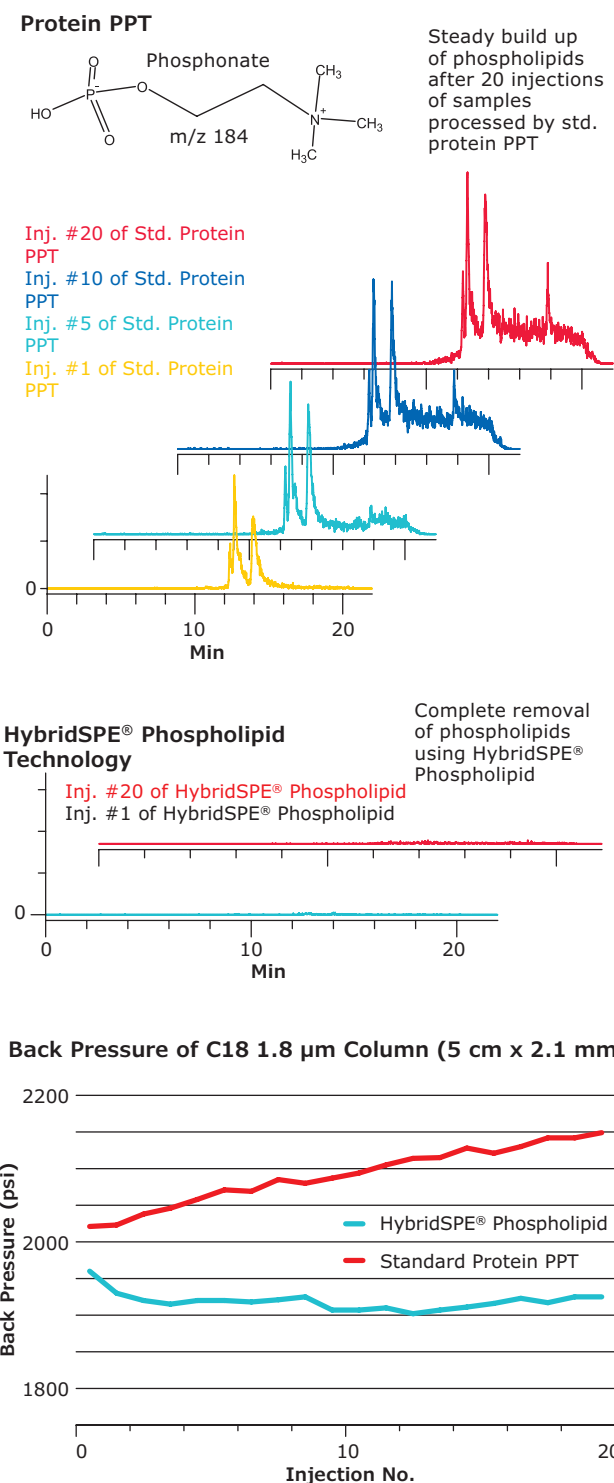 Protein PPT
Phosphonate
O
P-
HO
O
O
N+
CH3
CH3
H3C
m/z 184
Steady build up
of phospholipids
after 20 injections
of samples
processed by std.
protein PPT
Inj. #20 of Std. Protein
PPT
Inj. #10 of Std. Protein
PPT
Inj. #5 of Std. Protein
PPT
Inj. #1 of Std. Protein
PPT
0
0 10 20
Min
HybridSPE® Phospholipid
Technology
Complete removal
of phospholipids
using HybridSPE®
Phospholipid
Inj. #20 of HybridSPE® Phospholipid
Inj. #1 of HybridSPE® Phospholipid
0
0 10 20
Min
Back Pressure of C18 1.8 µm Column (5 cm x 2.1 mm
Back Pressure (psi)
2200
2000
1800
HybridSPE® Phospholipid
Standard Protein PPT
0 10 20
Injection No.